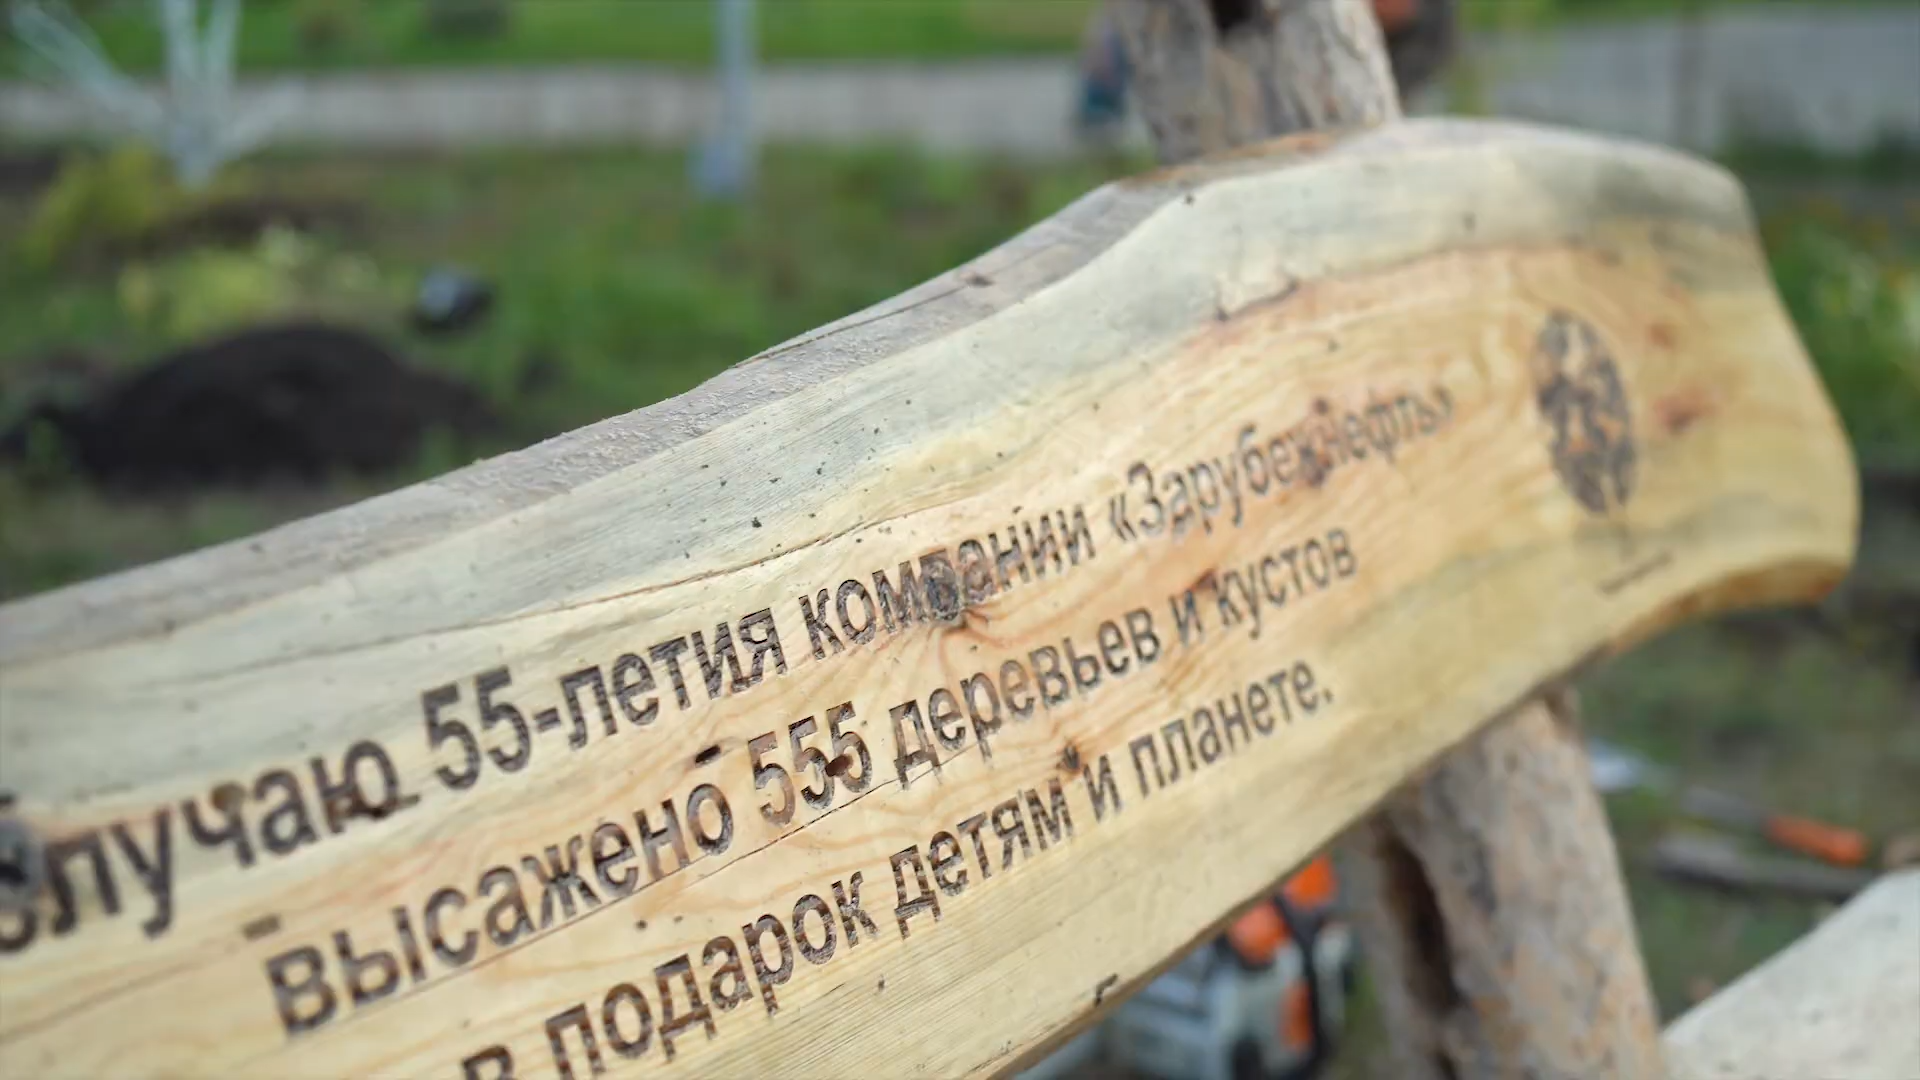 случаю 55-летия компании «Зарубежнефть»
высажено 555 деревьев и кустов
в подарок детям и планете.